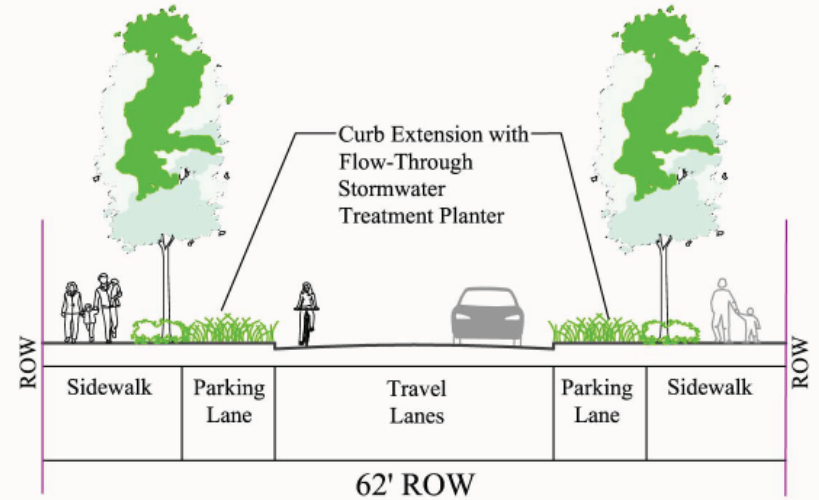 Curb Extension with
Flow-Through
Stormwater
Treatment Planter
ROW
Sidewalk
Parking
Lane
Travel
Lanes
Parking
Lane
Sidewalk
ROW
62' ROW